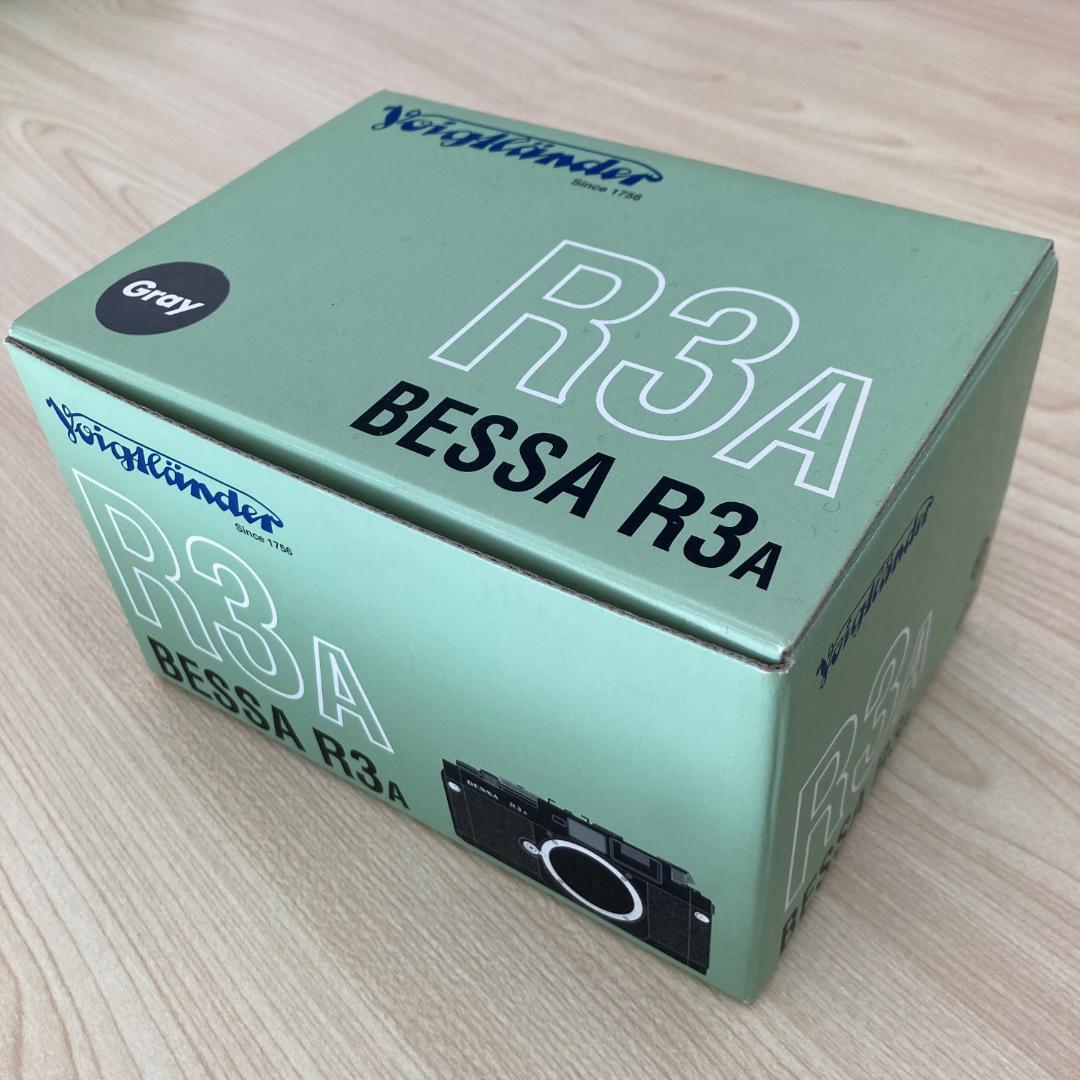 Voigtländer
Since 1756
Gray
R3A
BESSA R3A
Voigtländer
Since 1756
R3A
BESSA R3A
BESSA R3A
Voigtländer
R3A